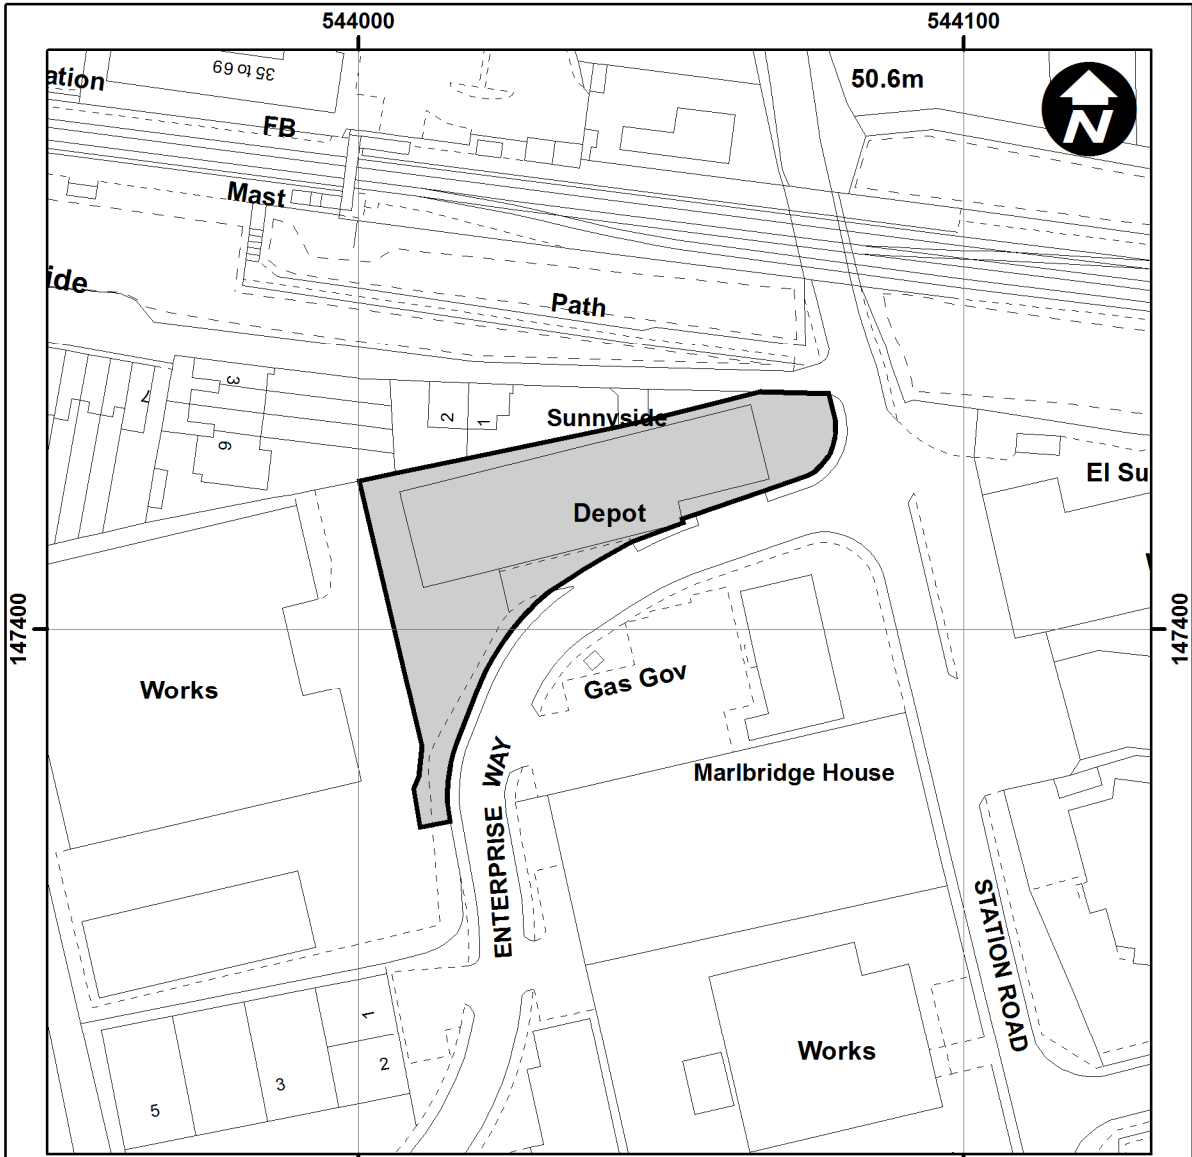 544000
544100
35 to 69
ation
50.6m
FB
N
Mast
ide
Path
3
7
2
1
6
Sunnyside
El Su
Depot
147400
147400
Works
Gas Gov
Marlbridge House
ENTERPRISE WAY
STATION ROAD
1
2
3
5
Works